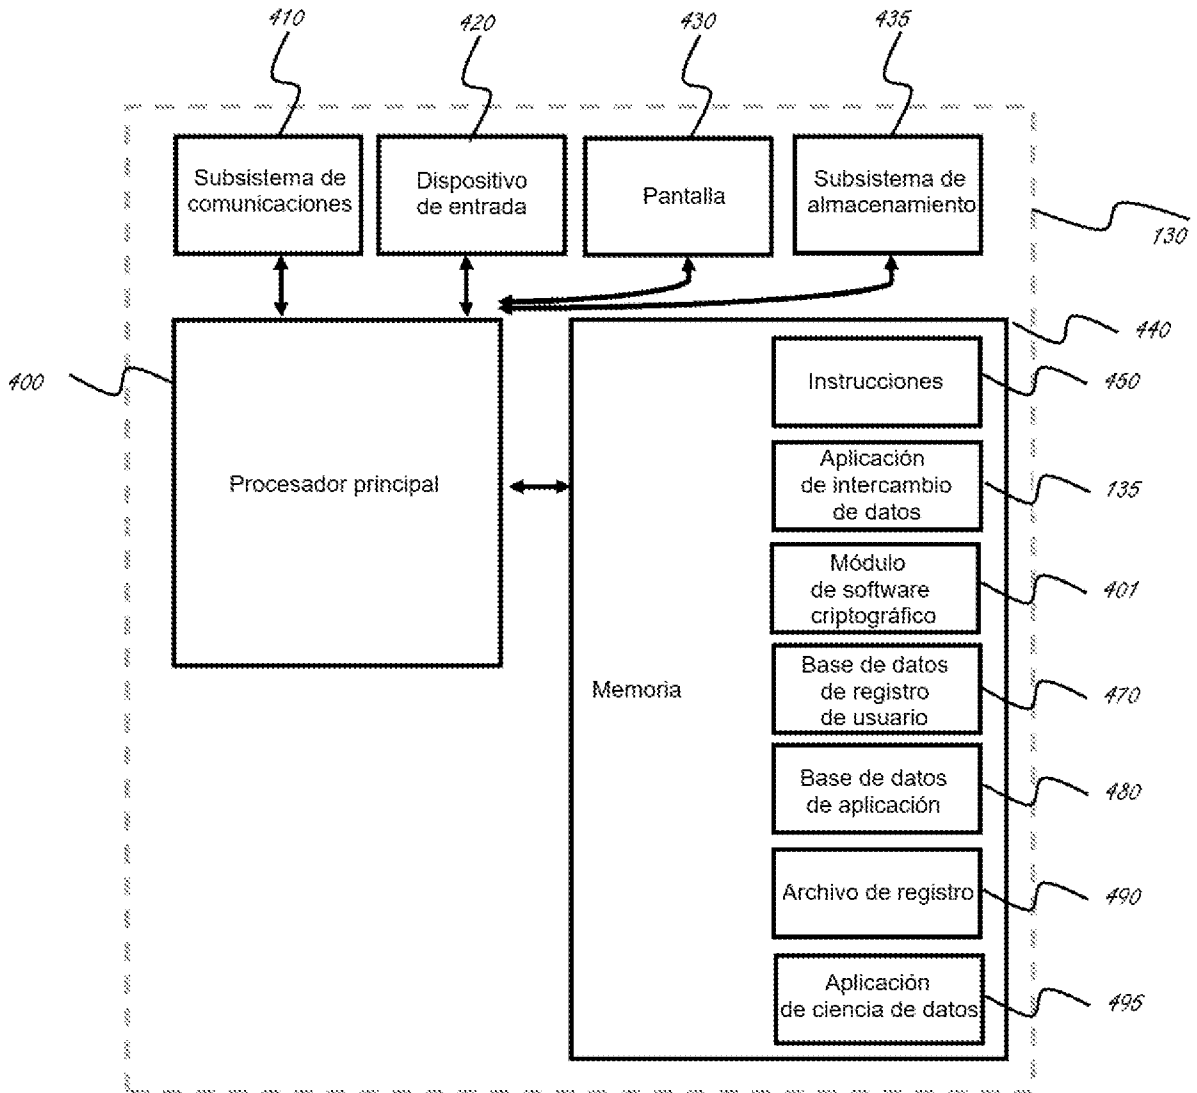 410
420
430
435
Subsistema de
comunicaciones
Dispositivo
de entrada
Pantalla
Subsistema de
almacenamiento
130
440
400
Instrucciones
450
Procesador principal
Aplicación
de intercambio
de datos
135
Módulo
de software
criptográfico
401
Memoria
Base de datos
de registro
de usuario
470
Base de datos
de aplicación
480
Archivo de registro
490
Aplicación
de ciencia de datos
495